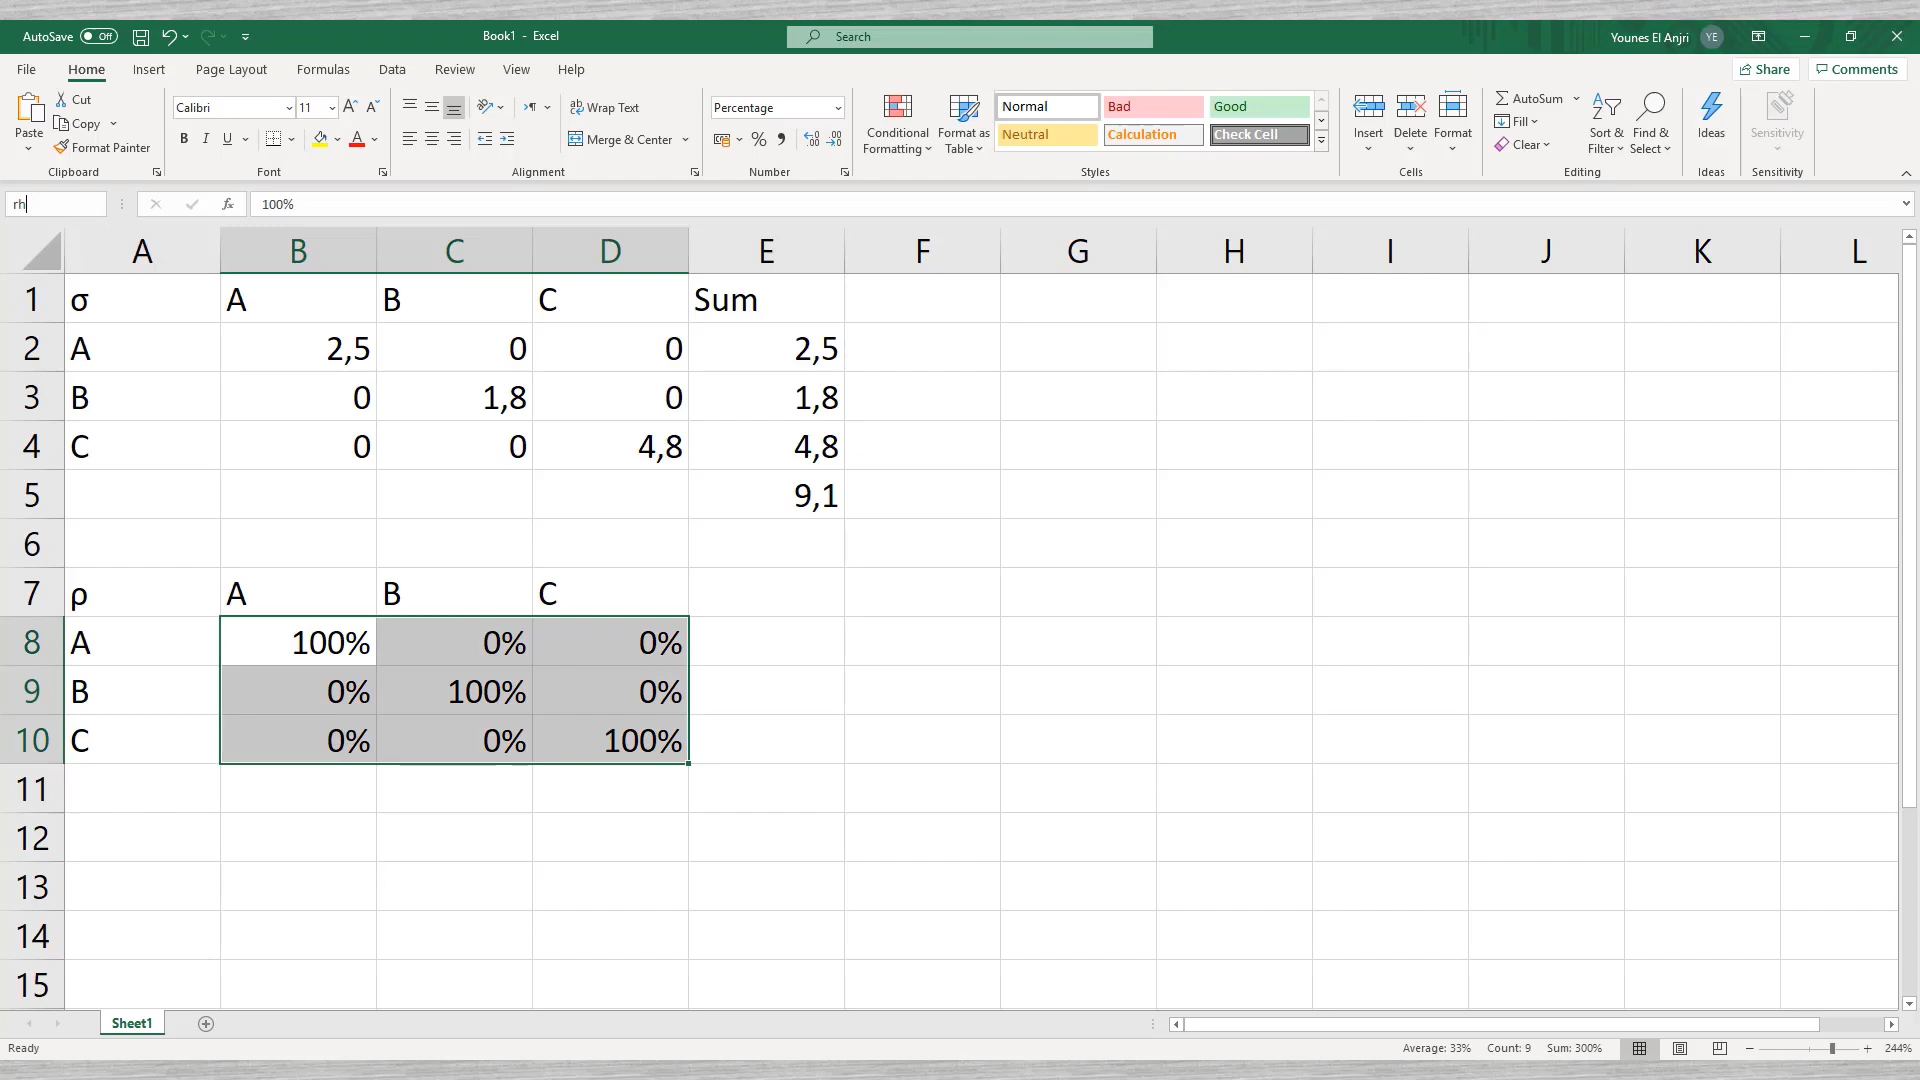 AutoSave Off Book1 - Excel Search Younes El Anjri YE
File Home Insert Page Layout Formulas Data Review View Help Share Comments
Paste Cut Copy Format Painter
Clipboard
Calibri 11 A A
B I U A
Font
ab Wrap Text
Merge & Center
Alignment
Percentage
% 9 ,00 ,00
Number
Conditional Formatting Format as Table
Normal Bad Good
Neutral Calculation Check Cell
Styles
Insert Delete Format
Cells
AutoSum Fill Clear
Sort & Filter Find & Select
Editing
Ideas
Ideas
Sensitivity
Sensitivity
rh fx 100%
A B C D E F G H I J K L
1 σ A B C Sum
2 A 2,5 0 0 2,5
3 B 0 1,8 0 1,8
4 C 0 0 4,8 4,8
5 9,1
6
7 ρ A B C
8 A 100% 0% 0%
9 B 0% 100% 0%
10 C 0% 0% 100%
11
12
13
14
15
Sheet1
Ready Average: 33% Count: 9 Sum: 300% 244%